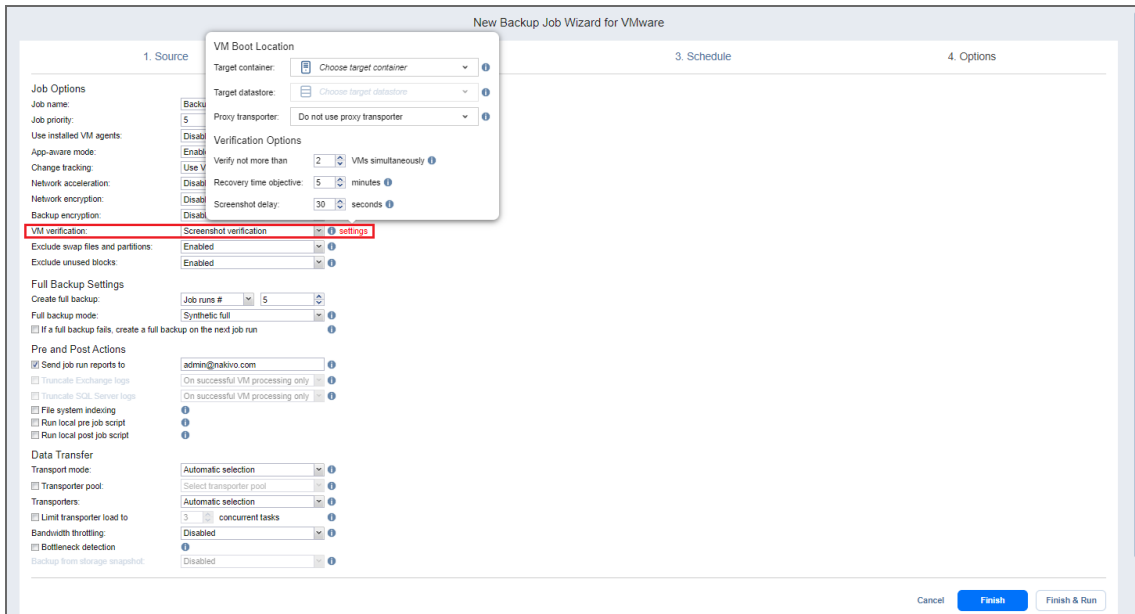 New Backup Job Wizard for VMware
1. Source
3. Schedule
4. Options
VM Boot Location
Target container: Choose target container
Target datastore: Choose target datastore
Proxy transporter: Do not use proxy transporter
Verification Options
Verify not more than 2 VMs simultaneously
Recovery time objective: 5 minutes
Screenshot delay: 30 seconds
Job Options
Job name: Backu
Job priority: 5
Use installed VM agents: Disabl
App-aware mode: Enabl
Change tracking: Use V
Network acceleration: Disabl
Network encryption: Disabl
Backup encryption: Disabl
VM verification: Screenshot verification settings
Exclude swap files and partitions: Enabled
Exclude unused blocks: Enabled
Full Backup Settings
Create full backup: Job runs # 5
Full backup mode: Synthetic full
If a full backup fails, create a full backup on the next job run
Pre and Post Actions
Send job run reports to admin@nakivo.com
Truncate Exchange logs On successful VM processing only
Truncate SQL Server logs On successful VM processing only
File system indexing
Run local pre job script
Run local post job script
Data Transfer
Transport mode: Automatic selection
Transporter pool: Select transporter pool
Transporters: Automatic selection
Limit transporter load to 3 concurrent tasks
Bandwidth throttling: Disabled
Bottleneck detection
Backup from storage snapshot: Disabled
Cancel Finish Finish & Run